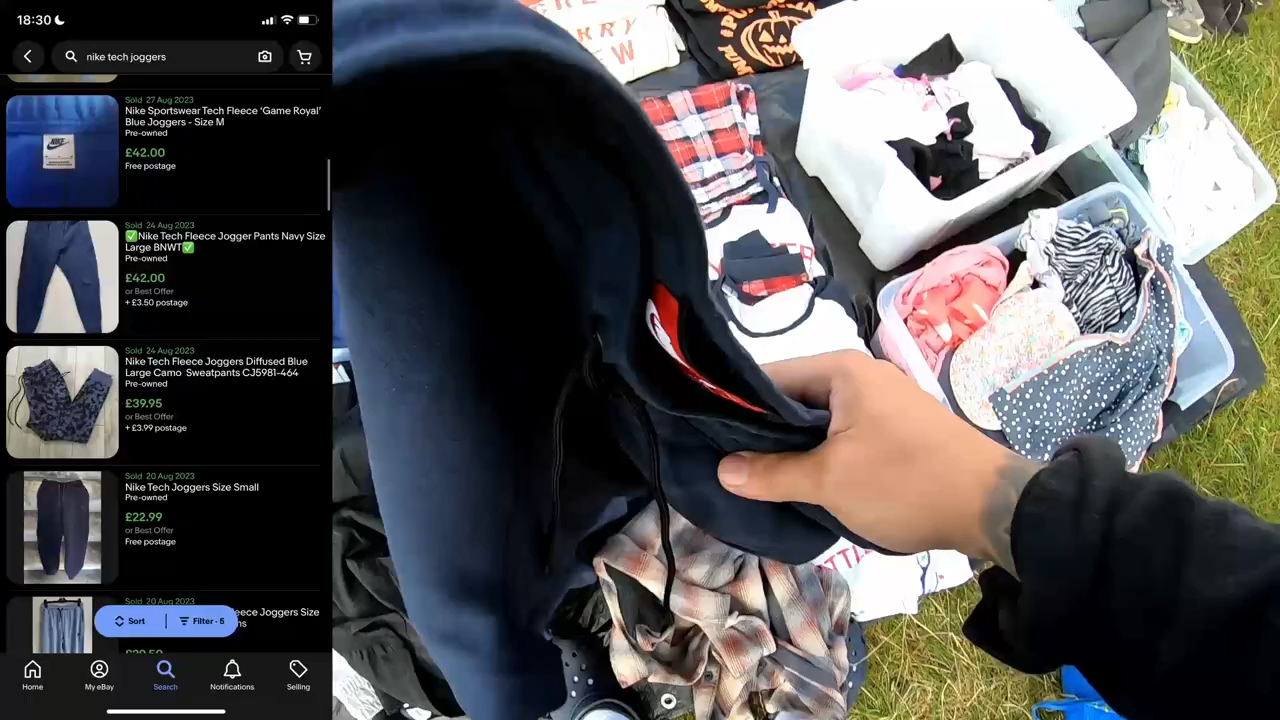 18:30
nike tech joggers
Sold 27 Aug 2023
Nike Sportswear Tech Fleece ‘Game Royal’
Blue Joggers - Size M
Pre-owned
£42.00
Free postage
Sold 24 Aug 2023
✅Nike Tech Fleece Jogger Pants Navy Size
Large BNWT✅
Pre-owned
£42.00
or Best Offer
+ £3.50 postage
Sold 24 Aug 2023
Nike Tech Fleece Joggers Diffused Blue
Large Camo Sweatpants CJ5981-464
Pre-owned
£39.95
or Best Offer
+ £3.99 postage
Sold 20 Aug 2023
Nike Tech Joggers Size Small
Pre-owned
£22.99
or Best Offer
Free postage
Sold 20 Aug 2023
Joggers Size
Sort
Filter · 5
Home
My eBay
Search
Notifications
Selling
NIKE